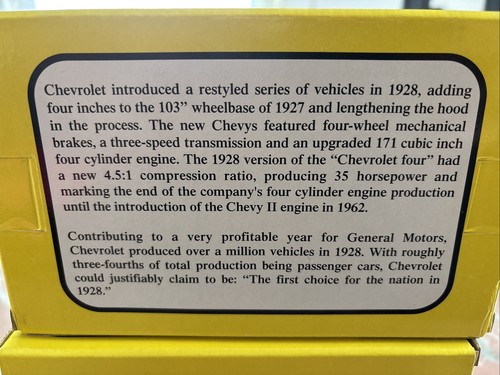 Chevrolet introduced a restyled series of vehicles in 1928, adding
four inches to the 103” wheelbase of 1927 and lengthening the hood
in the process. The new Chevys featured four-wheel mechanical
brakes, a three-speed transmission and an upgraded 171 cubic inch
four cylinder engine. The 1928 version of the “Chevrolet four” had
a new 4.5:1 compression ratio, producing 35 horsepower and
marking the end of the company's four cylinder engine production
until the introduction of the Chevy II engine in 1962.
Contributing to a very profitable year for General Motors,
Chevrolet produced over a million vehicles in 1928. With roughly
three-fourths of total production being passenger cars, Chevrolet
could justifiably claim to be: “The first choice for the nation in
1928.”